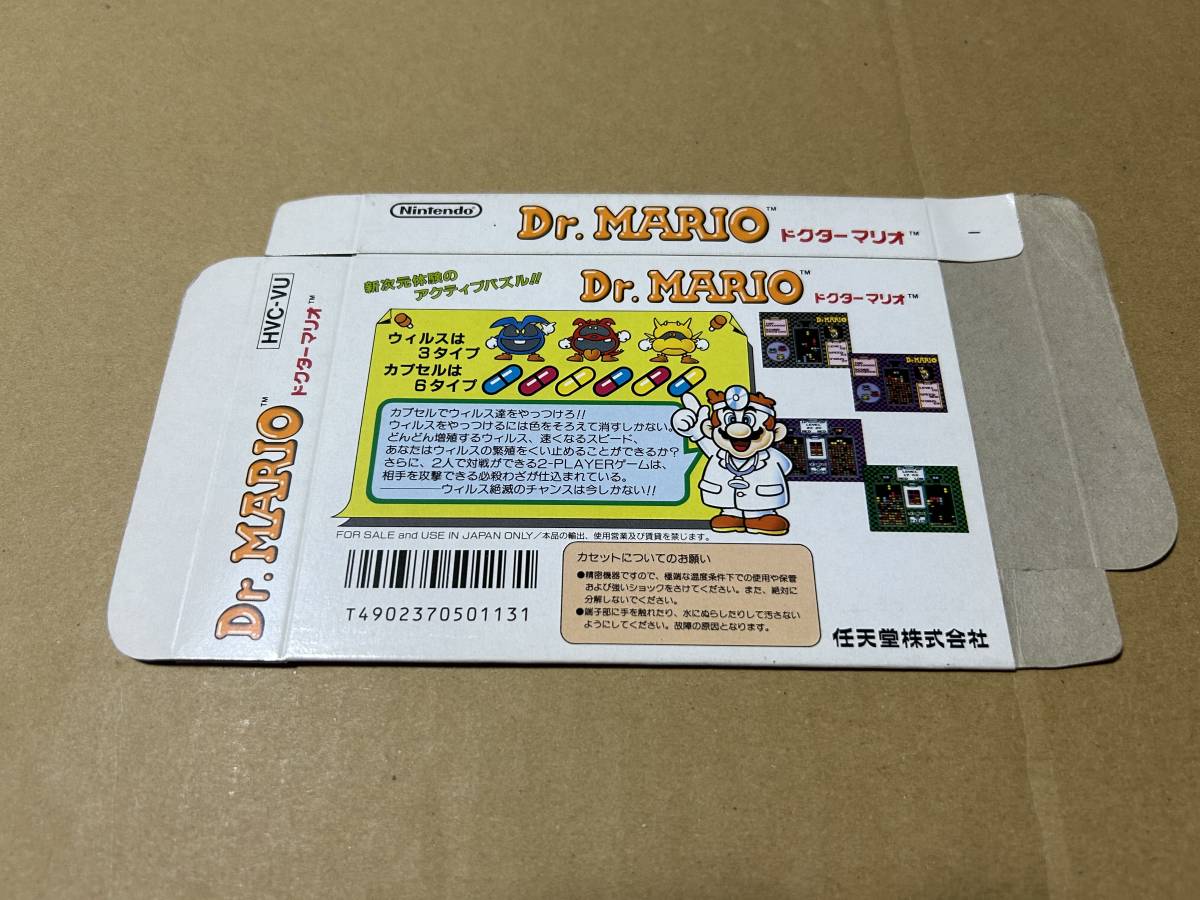 Nintendo
Dr. MARIO™
ドクターマリオ™
HVC-VU
Dr. MARIO™
ドクターマリオ™
新次元体験の
アクティブパズル!!
Dr. MARIO™
ドクターマリオ™
ウィルスは
3タイプ
カプセルは
6タイプ
カプセルでウィルス達をやっつけろ!!
ウィルスをやっつけるには色をそろえて消すしかない。
どんどん増殖するウィルス、速くなるスピード、
あなたはウィルスの繁殖をくい止めることができるか?
さらに、2人で対戦ができる2-PLAYERゲームは、
相手を攻撃できる必殺わざが仕込まれている。
――ウィルス絶滅のチャンスは今しかない!!
Dr.MARIO
Dr.MARIO
LEVEL
LEVEL
FOR SALE and USE IN JAPAN ONLY/本品の輸出、使用営業及び賃貸を禁じます。
T4902370501131
カセットについてのお願い
●精密機器ですので、極端な温度条件下での使用や保管
および強いショックをさけてください。また、絶対に
分解しないでください。
●端子部に手を触れたり、水にぬらしたりして汚さない
ようにしてください。故障の原因となります。
任天堂株式会社